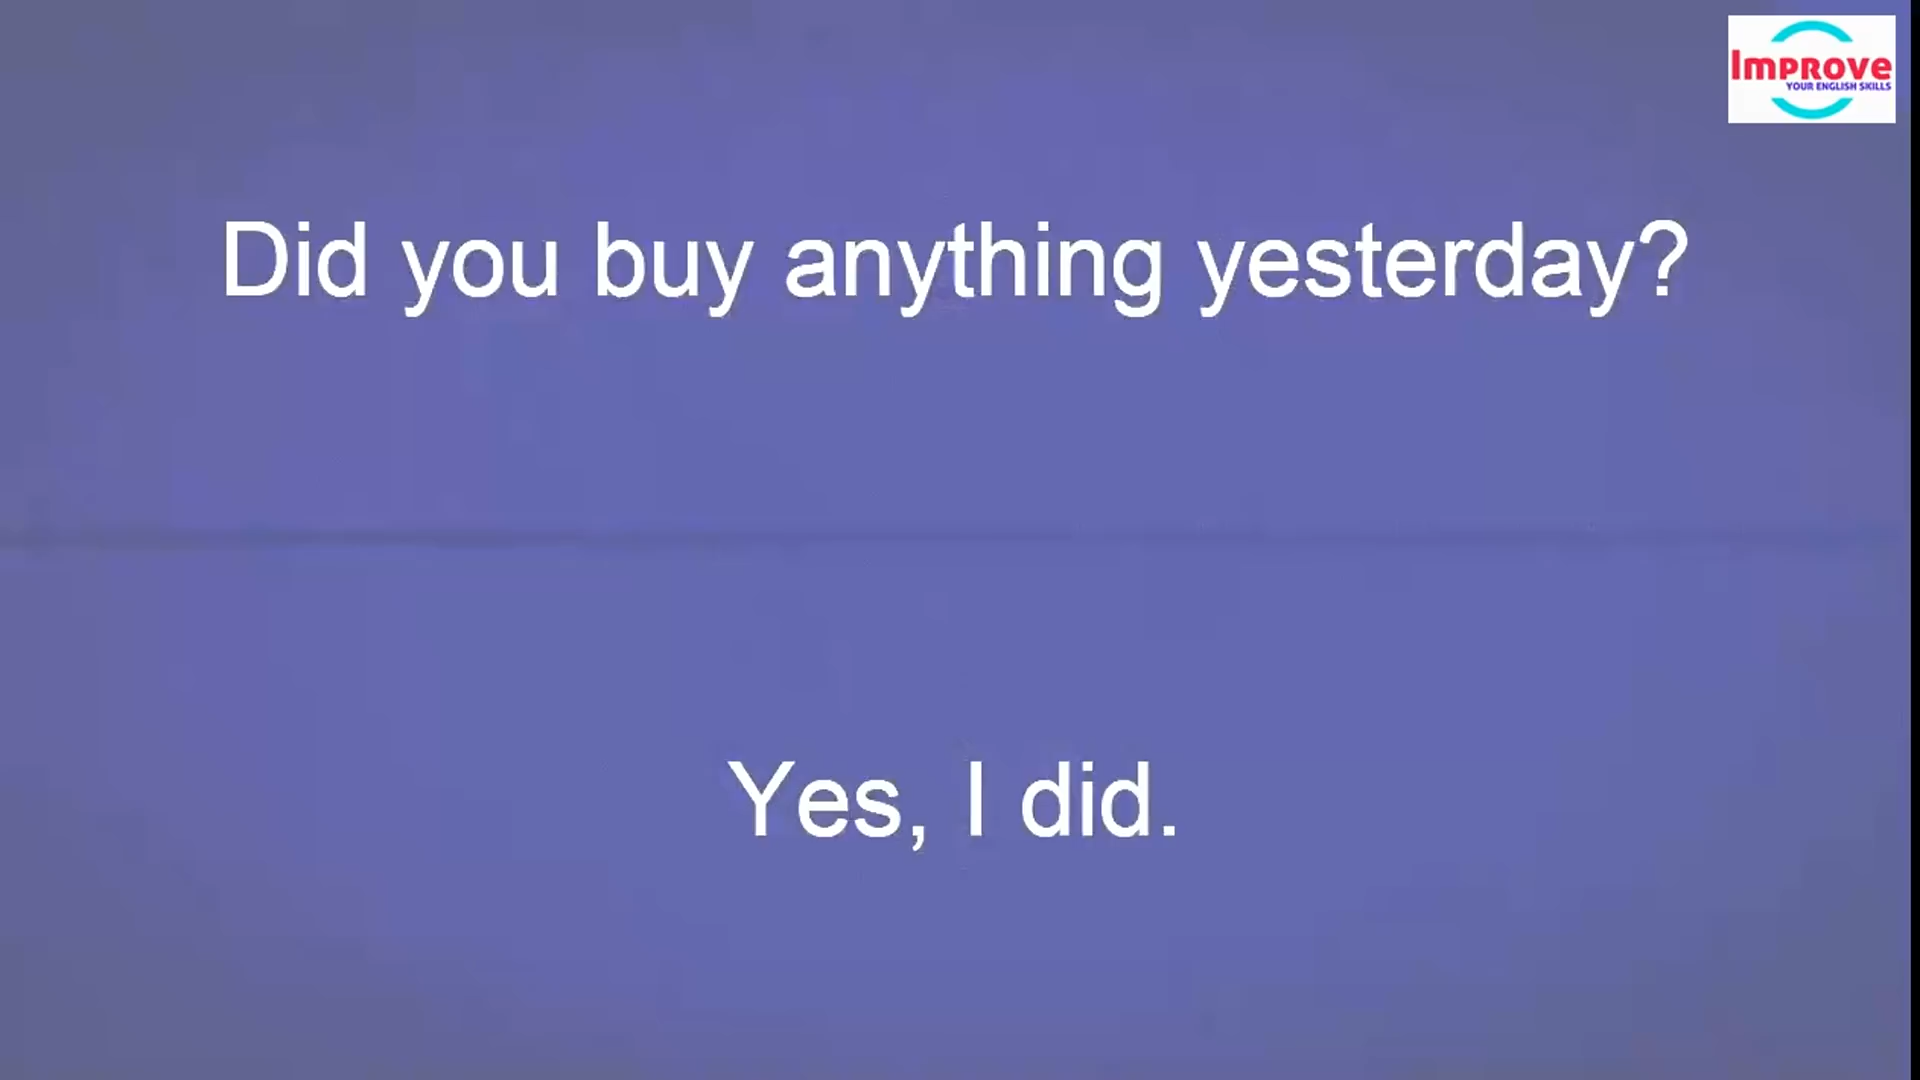 Improve
YOUR ENGLISH SKILLS
Did you buy anything yesterday?
Yes, I did.